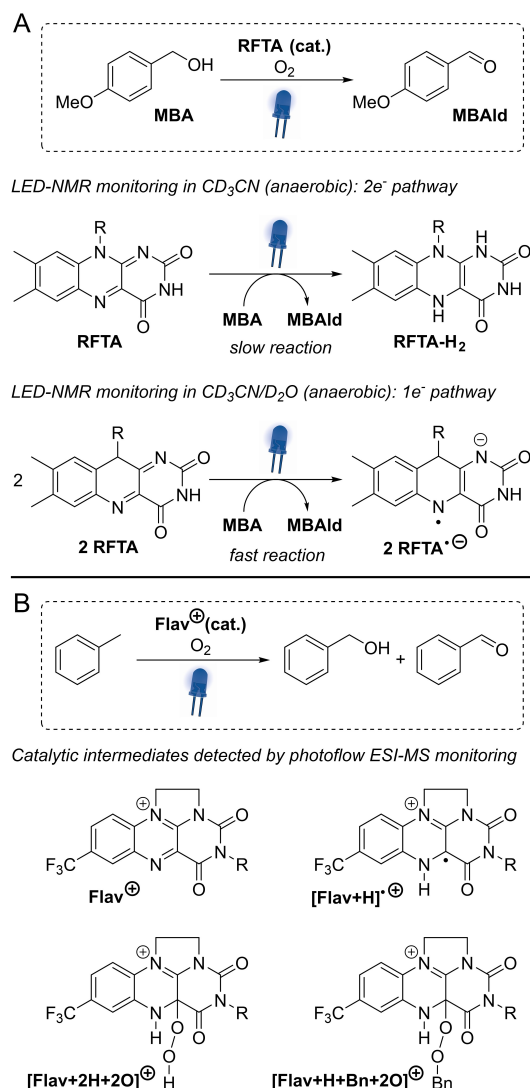 A
RFTA (cat.)
O2
OH
MeO
MBA
O
MeO
MBAld
LED-NMR monitoring in CD3CN (anaerobic): 2e- pathway
R
N
N
O
NH
N
O
RFTA
MBA MBAld
slow reaction
R
H
N
N
O
NH
N
H
O
RFTA-H2
LED-NMR monitoring in CD3CN/D2O (anaerobic): 1e- pathway
2
R
N
O
NH
N
O
2 RFTA
MBA MBAld
fast reaction
R
⊖
N
O
NH
N
•
O
2 RFTA•⊖
B
Flav⊕(cat.)
O2
OH
+
O
Catalytic intermediates detected by photoflow ESI-MS monitoring
⊕
N
N
O
F3C
N
N
R
O
Flav⊕
⊕
N
N
O
F3C
N
H
•
N
R
O
[Flav+H]•⊕
⊕
N
N
O
F3C
N
H
N
R
O
O
O
H
[Flav+2H+2O]⊕
⊕
N
N
O
F3C
N
H
N
R
O
O
O
Bn
[Flav+H+Bn+2O]⊕